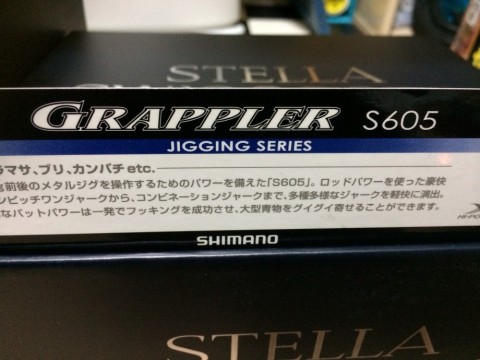 STELLA
GRAPPLER S605
JIGGING SERIES
ラマサ、ブリ、カンパチetc.
前後のメタルジグを操作するためのパワーを備えた「S605」。ロッドパワーを使った豪快
ンピッチワンジャークから、コンビネーションジャークまで、多種多様なジャークを軽快に演出。
なバットパワーは一発でフッキングを成功させ、大型青物をグイグイ寄せることができます。
SHIMANO
STELLA